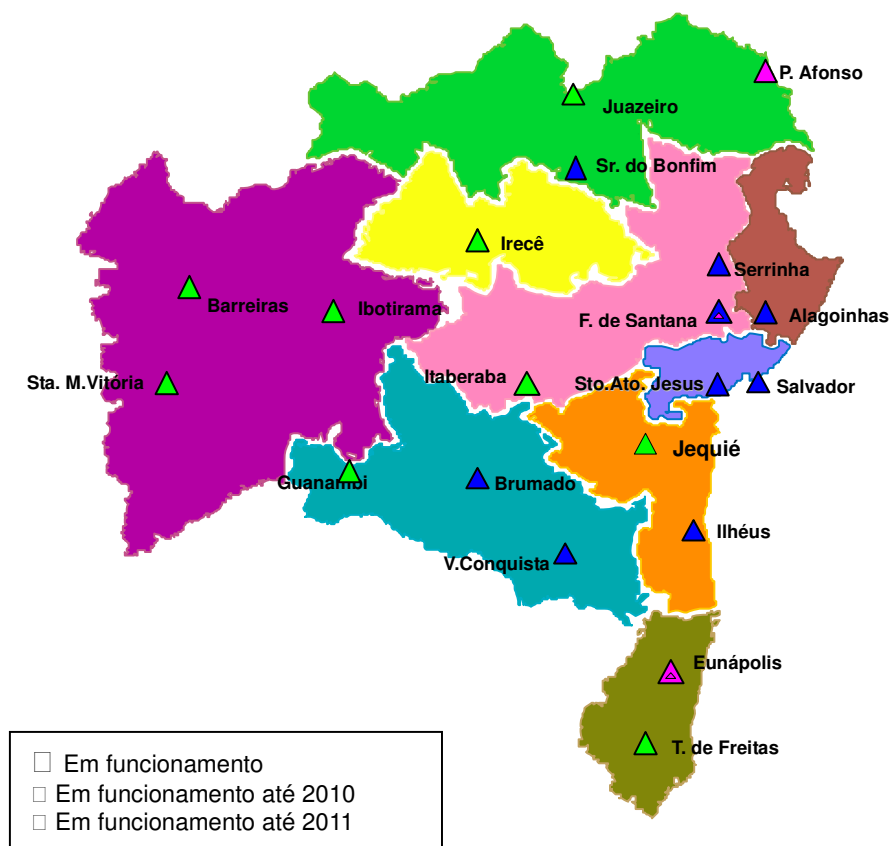 P. Afonso
Juazeiro
Sr. do Bonfim
Irecê
Serrinha
Barreiras
Ibotirama
F. de Santana
Alagoinhas
Sta. M.Vitória
Itaberaba
Sto.Ato. Jesus
Salvador
Jequié
Guanambi
Brumado
Ilhéus
V.Conquista
Eunápolis
T. de Freitas
Em funcionamento
Em funcionamento até 2010
Em funcionamento até 2011